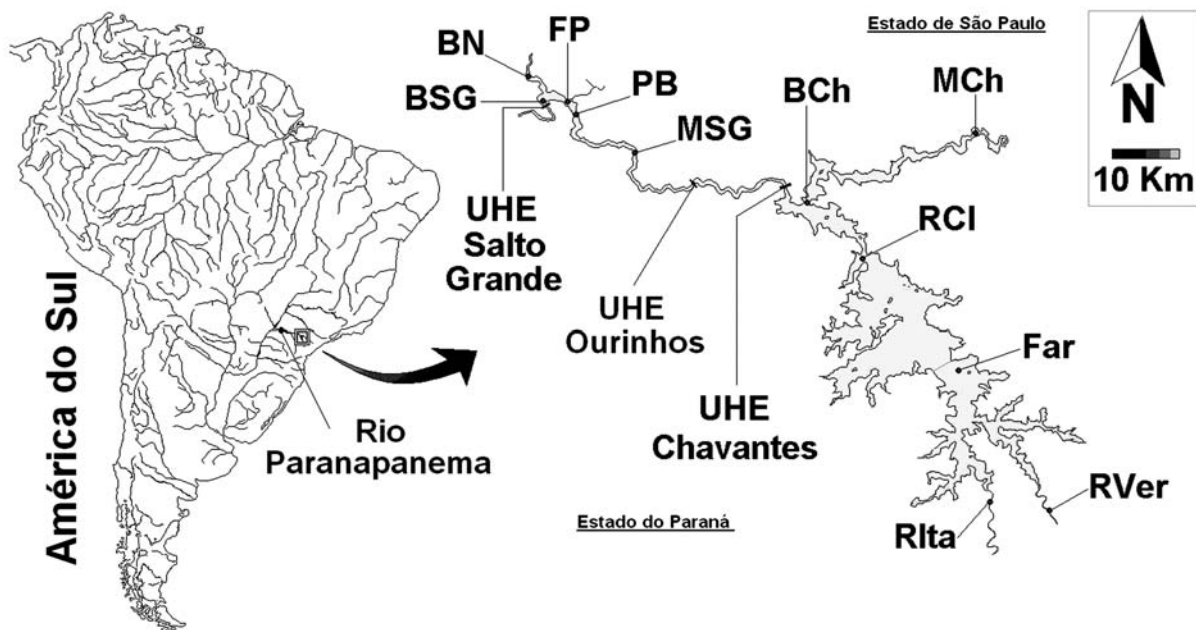 América do Sul
Rio
Paranapanema
Estado de São Paulo
BN
FP
BSG
PB
MSG
BCh
MCh
UHE
Salto
Grande
UHE
Ourinhos
UHE
Chavantes
RCI
Far
RVer
RIta
Estado do Paraná
N
10 Km